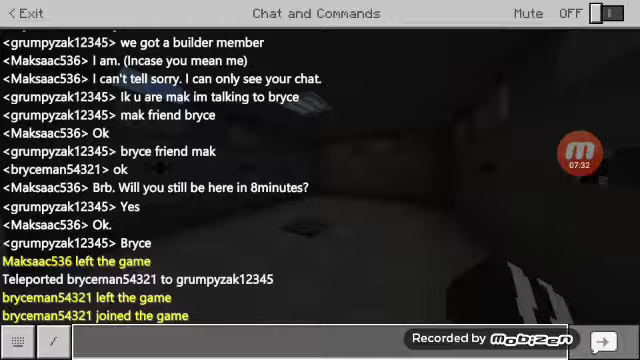 Exit
Chat and Commands
Mute OFF
<grumpyzak12345> we got a builder member
<Maksaac536> I am. (Incase you mean me)
<Maksaac536> I can't tell sorry. I can only see your chat.
<grumpyzak12345> Ik u are mak im talking to bryce
<grumpyzak12345> mak friend bryce
<Maksaac536> Ok
<grumpyzak12345> bryce friend mak
<bryceman54321> ok
<Maksaac536> Brb. Will you still be here in 8minutes?
<grumpyzak12345> Yes
<Maksaac536> Ok.
<grumpyzak12345> Bryce
Maksaac536 left the game
Teleported bryceman54321 to grumpyzak12345
bryceman54321 left the game
bryceman54321 joined the game
07:32
/
Recorded by Mobizen